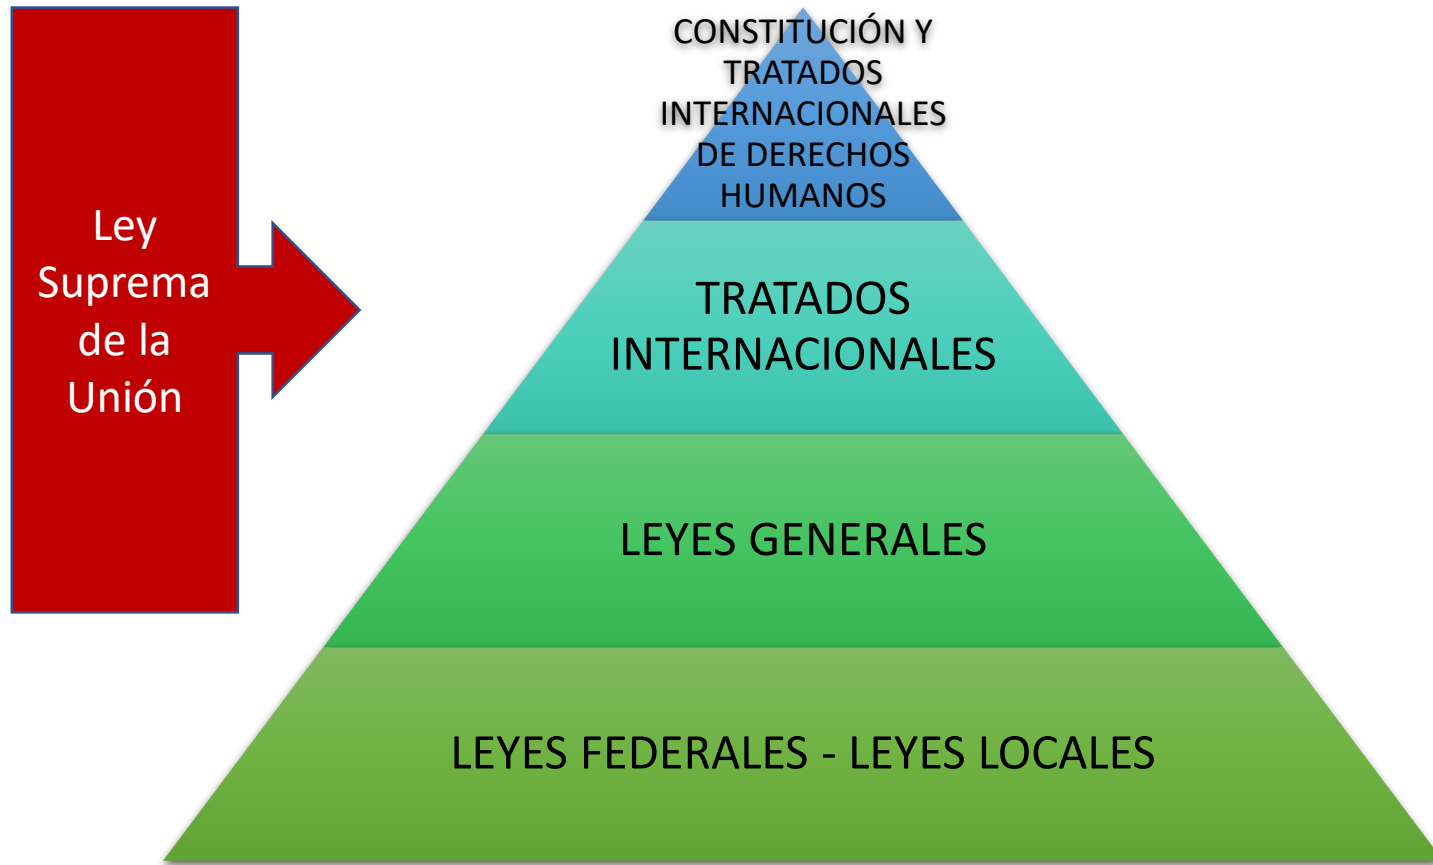 Ley
Suprema
de la
Unión
CONSTITUCIÓN Y
TRATADOS
INTERNACIONALES
DE DERECHOS
HUMANOS
TRATADOS
INTERNACIONALES
LEYES GENERALES
LEYES FEDERALES - LEYES LOCALES